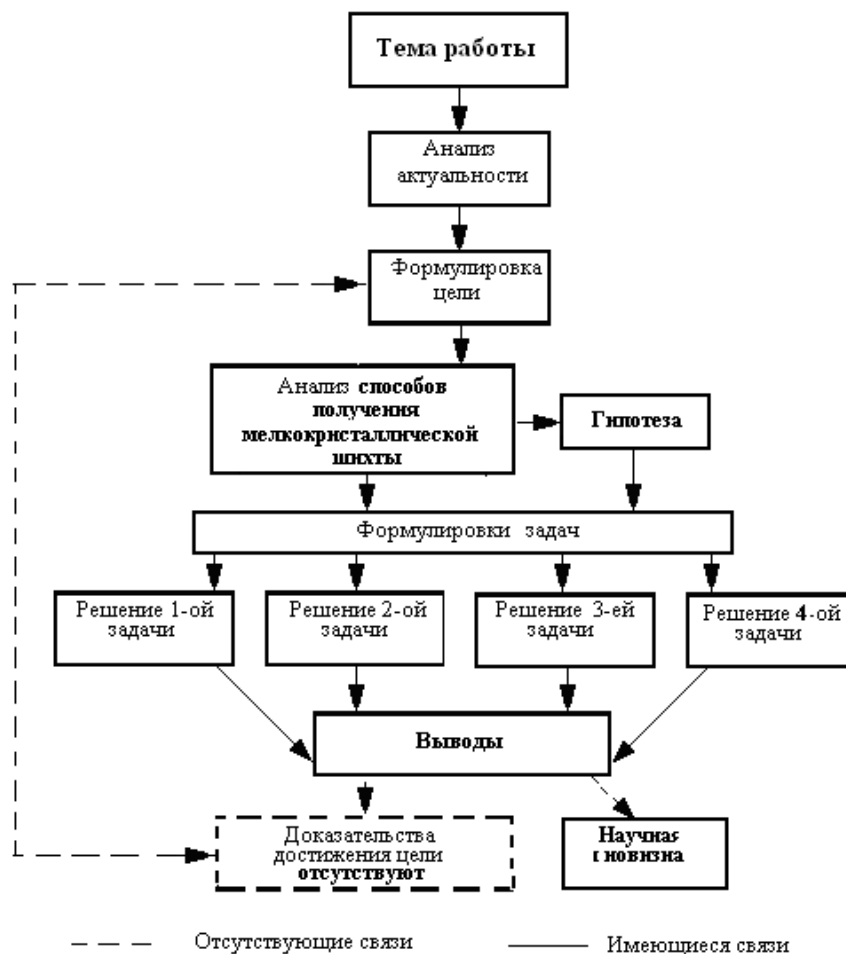 Тема работы
Анализ
актуальности
Формулировка
цели
Анализ способов
получения
мелкокристаллической
шихты
Гипотеза
Формулировки задач
Решение 1-ой
задачи
Решение 2-ой
задачи
Решение 3-ей
задачи
Решение 4-ой
задачи
Выводы
Доказательства
достижения цели
отсутствуют
Научная
новизна
Отсутствующие связи
Имеющиеся связи